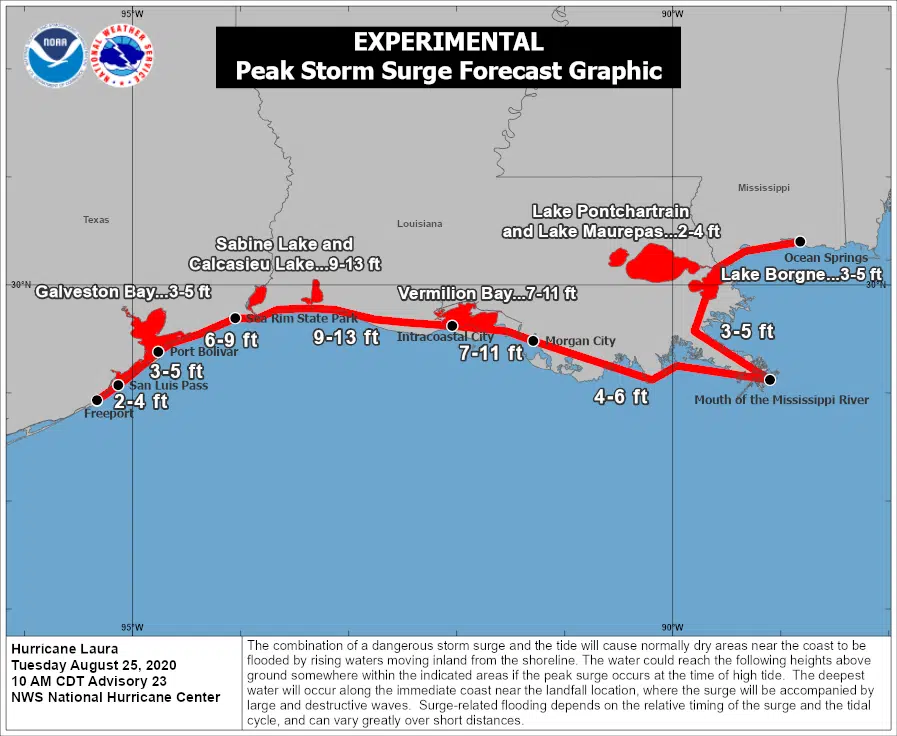 95°W
90°W
NOAA
NATIONAL WEATHER SERVICE
EXPERIMENTAL
Peak Storm Surge Forecast Graphic
Mississippi
Texas
Louisiana
Lake Pontchartrain
and Lake Maurepas...2-4 ft
Sabine Lake and
Calcasieu Lake...9-13 ft
Ocean Springs
Lake Borgne...3-5 ft
30°N
30°N
Galveston Bay...3-5 ft
Vermilion Bay...7-11 ft
Sea Rim State Park
6-9 ft
9-13 ft
Intracoastal City
3-5 ft
Morgan City
Port Bolivar
7-11 ft
3-5 ft
San Luis Pass
2-4 ft
4-6 ft
Mouth of the Mississippi River
Freeport
95°W
90°W
Hurricane Laura
Tuesday August 25, 2020
10 AM CDT Advisory 23
NWS National Hurricane Center
The combination of a dangerous storm surge and the tide will cause normally dry areas near the coast to be
flooded by rising waters moving inland from the shoreline. The water could reach the following heights above
ground somewhere within the indicated areas if the peak surge occurs at the time of high tide. The deepest
water will occur along the immediate coast near the landfall location, where the surge will be accompanied by
large and destructive waves. Surge-related flooding depends on the relative timing of the surge and the tidal
cycle, and can vary greatly over short distances.